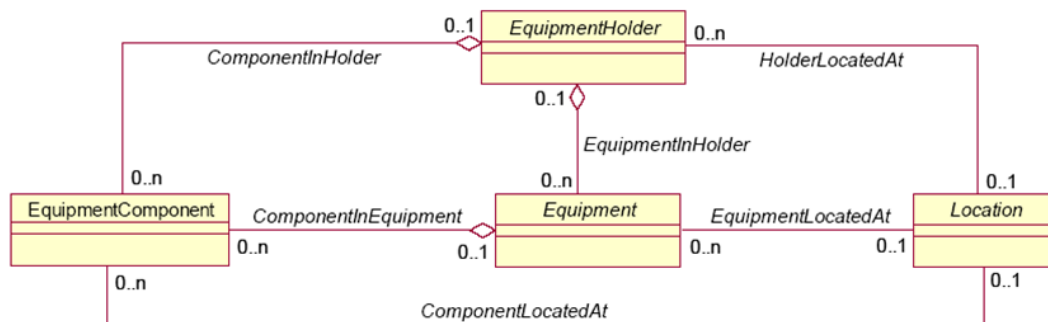 0..1
EquipmentHolder
0..n
ComponentInHolder
HolderLocatedAt
0..1
EquipmentInHolder
0..n
0..n
0..1
EquipmentComponent
ComponentInEquipment
Equipment
EquipmentLocatedAt
Location
0..n
0..1
0..n
0..1
0..n
0..1
ComponentLocatedAt